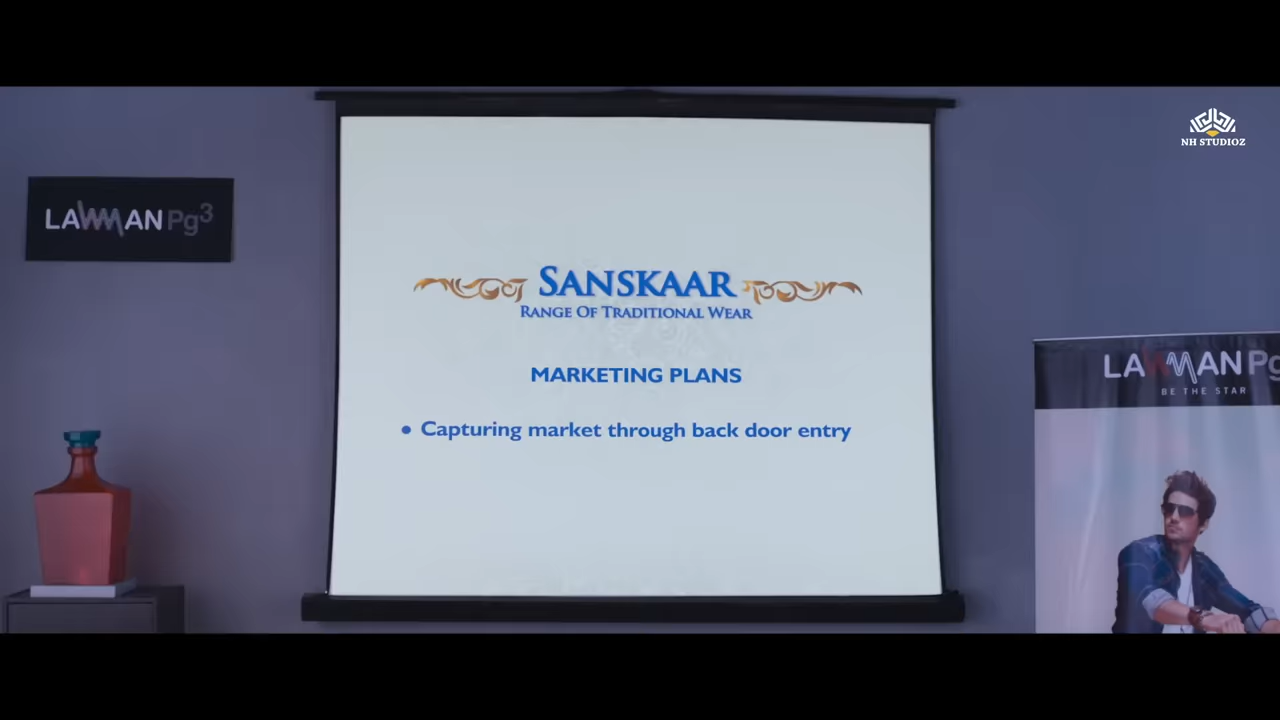 NH STUDIOZ
LAWMAN Pg3
SANSKAAR
RANGE OF TRADITIONAL WEAR
MARKETING PLANS
• Capturing market through back door entry
LAWMAN Pg
BE THE STAR